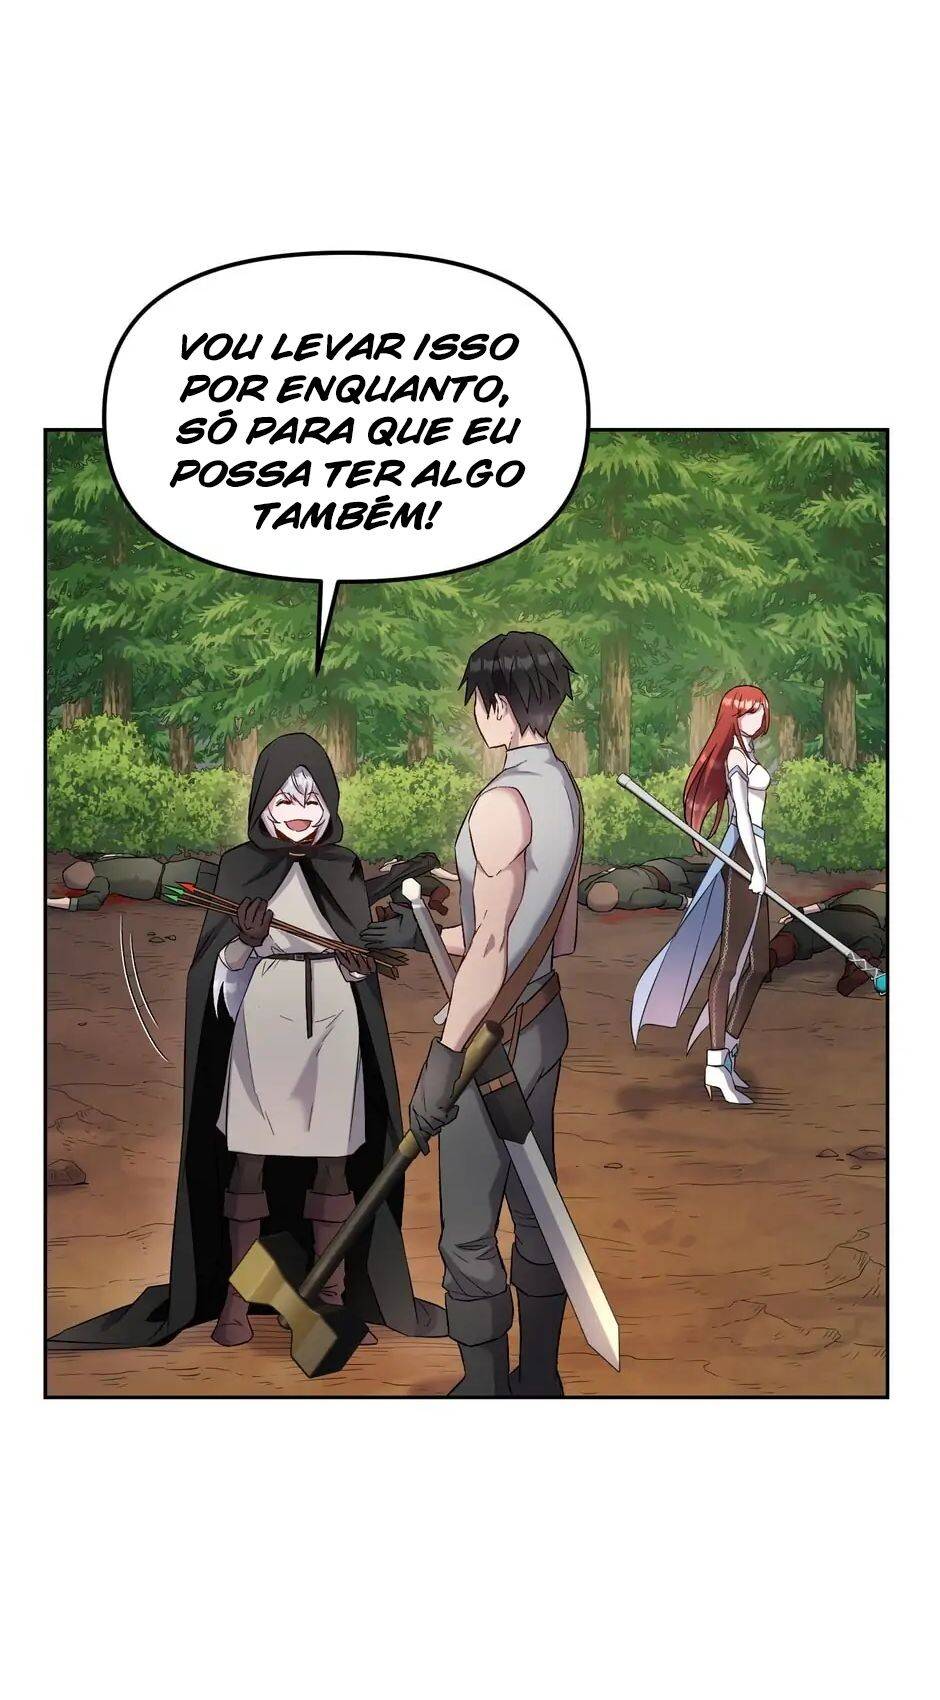 VOU LEVAR ISSO
POR ENQUANTO,
SÓ PARA QUE EU
POSSA TER ALGO
TAMBÉM!